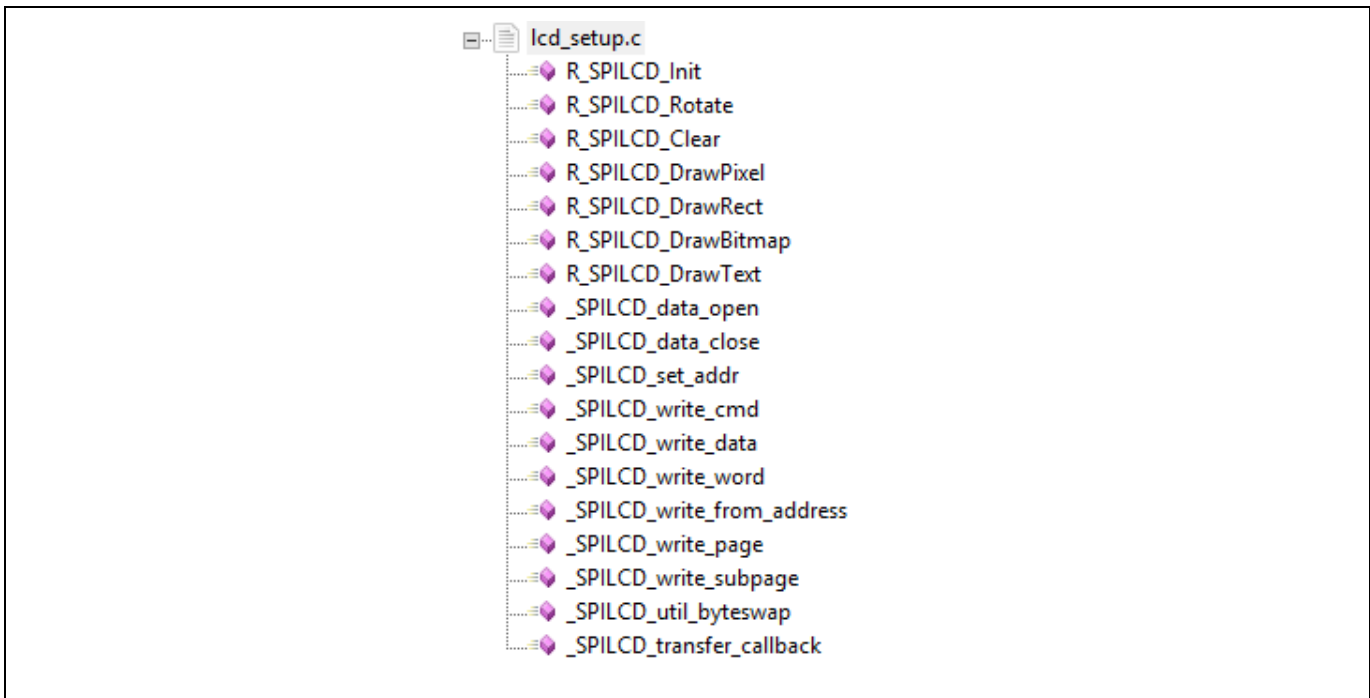 lcd_setup.c
R_SPILCD_Init
R_SPILCD_Rotate
R_SPILCD_Clear
R_SPILCD_DrawPixel
R_SPILCD_DrawRect
R_SPILCD_DrawBitmap
R_SPILCD_DrawText
_SPILCD_data_open
_SPILCD_data_close
_SPILCD_set_addr
_SPILCD_write_cmd
_SPILCD_write_data
_SPILCD_write_word
_SPILCD_write_from_address
_SPILCD_write_page
_SPILCD_write_subpage
_SPILCD_util_byteswap
_SPILCD_transfer_callback